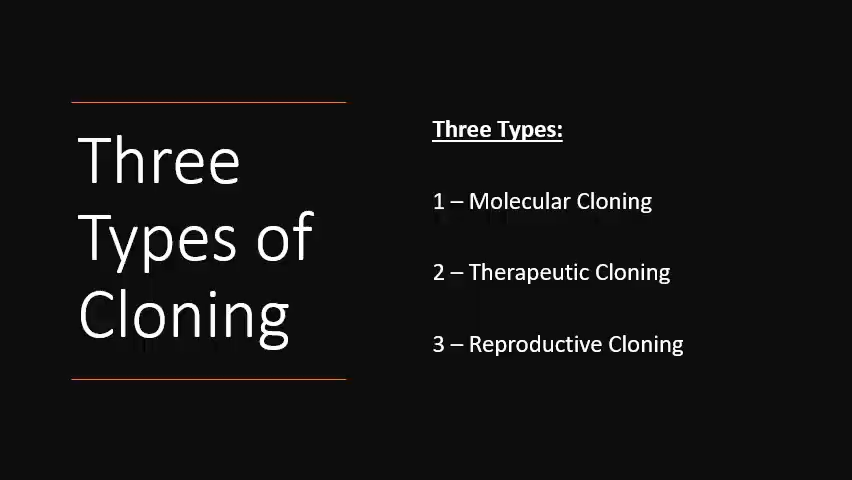 Three
Types of
Cloning
Three Types:
1 – Molecular Cloning
2 – Therapeutic Cloning
3 – Reproductive Cloning